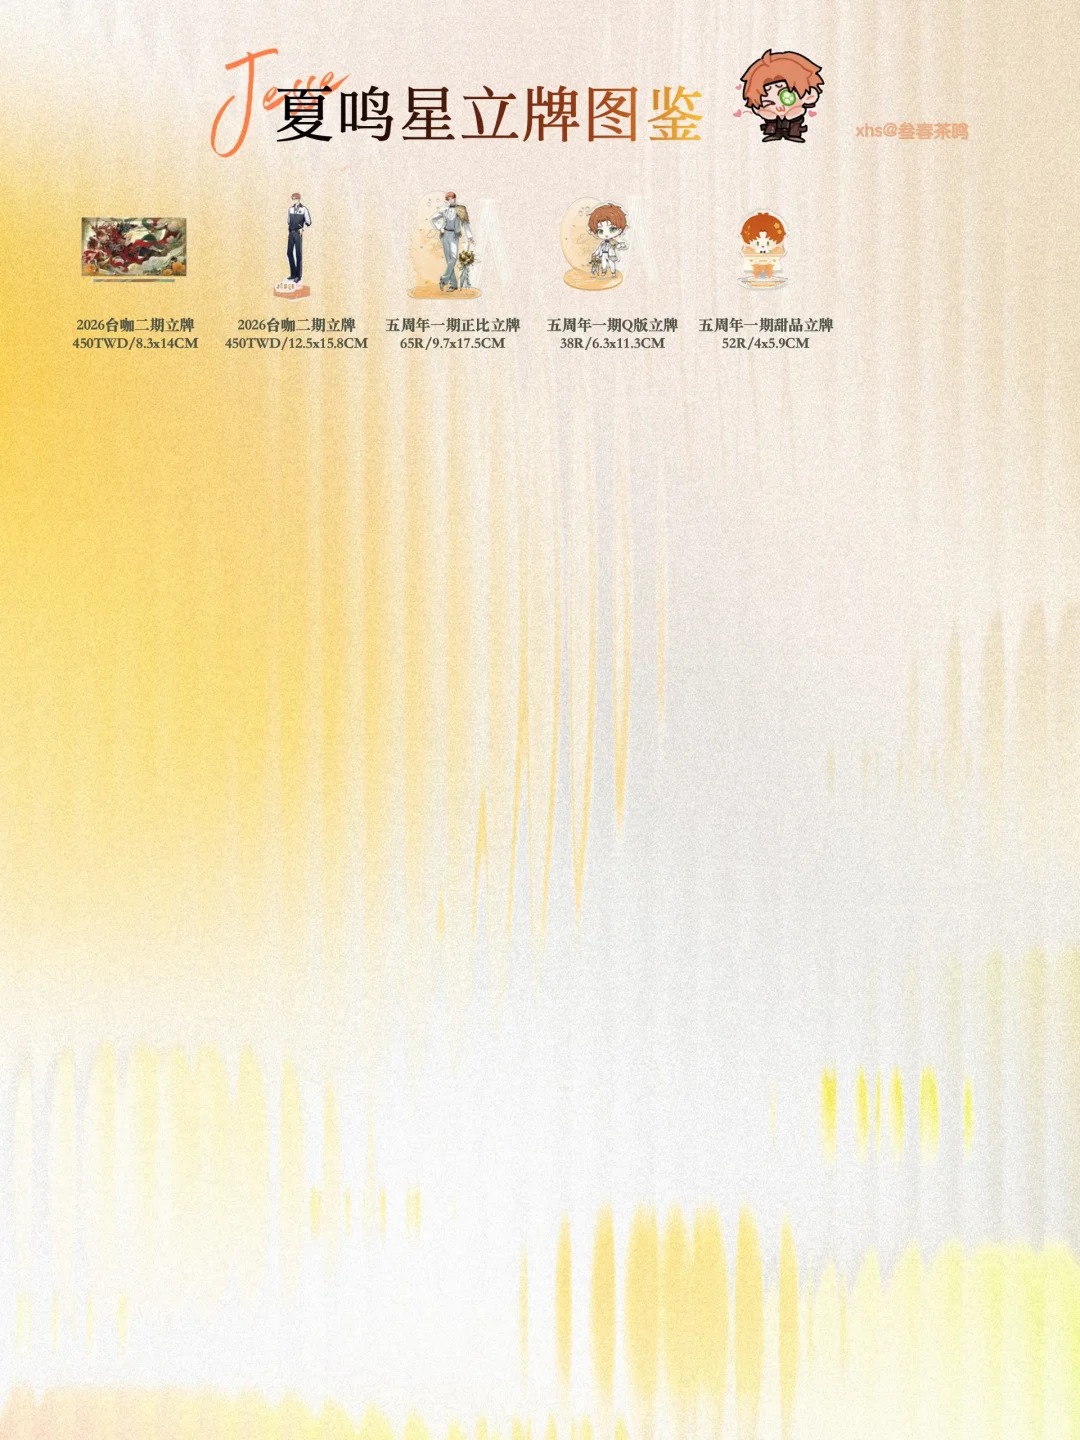 Jesse
夏鸣星立牌图鉴
xhs@叁春茶鸣
2026台咖二期立牌
450TWD/8.3x14CM
2026台咖二期立牌
450TWD/12.5x15.8CM
五周年一期正比立牌
65R/9.7x17.5CM
五周年一期Q版立牌
38R/6.3x11.3CM
五周年一期甜品立牌
52R/4x5.9CM